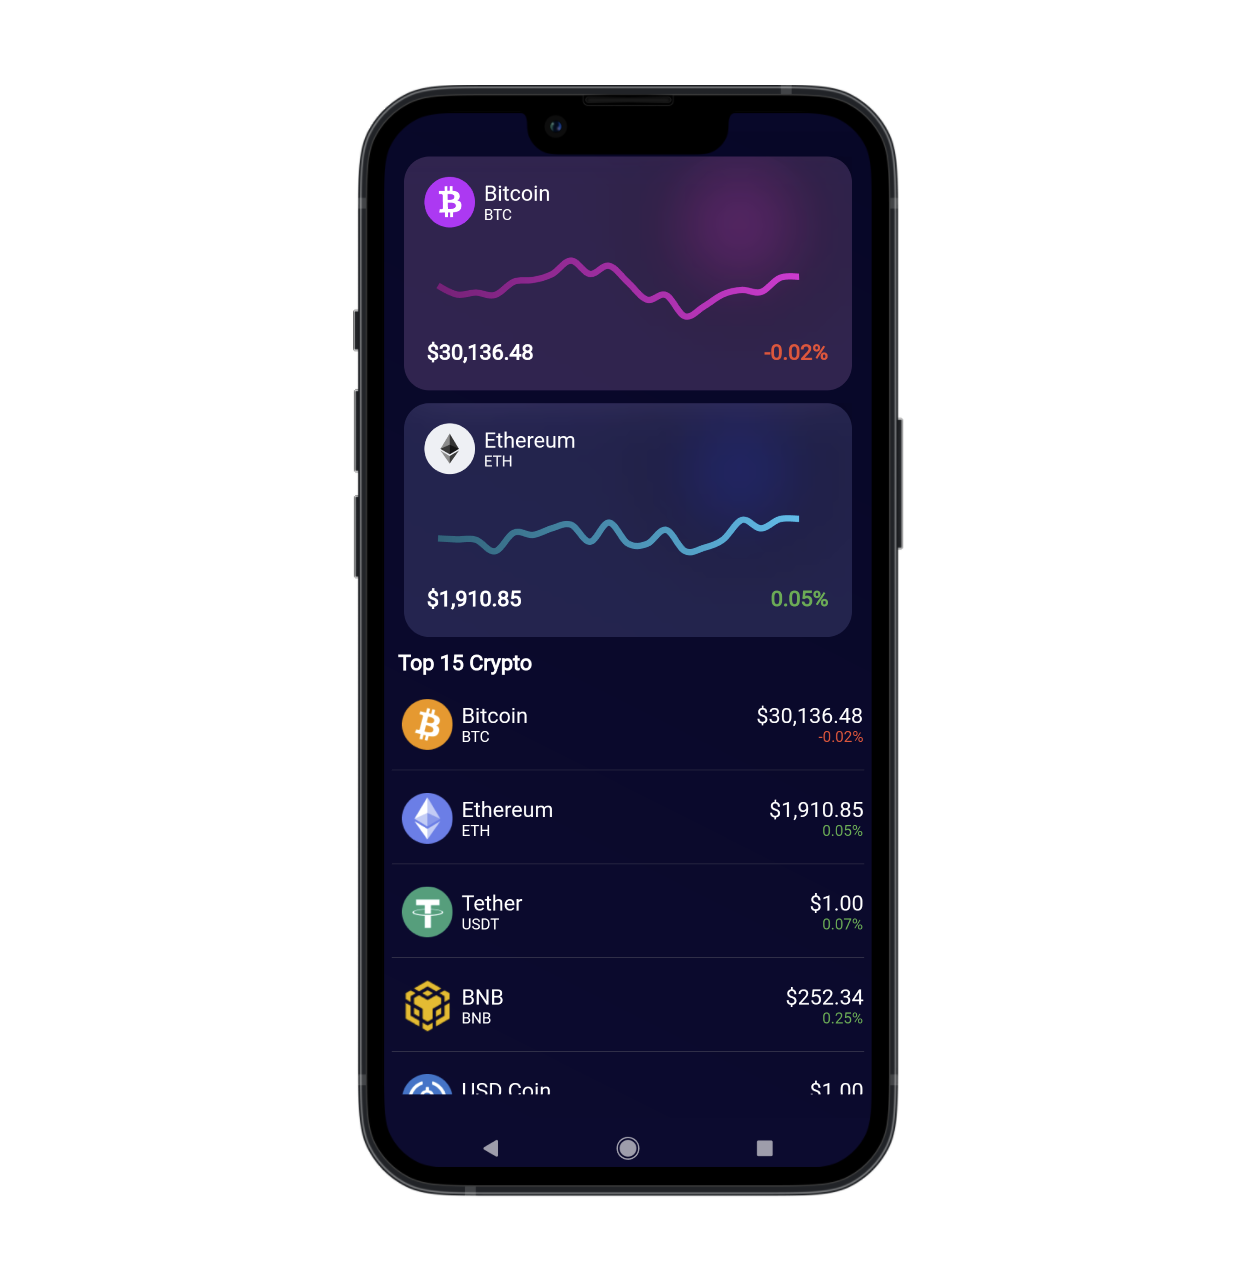 Bitcoin
BTC
$30,136.48 -0.02%
Ethereum
ETH
$1,910.85 0.05%
Top 15 Crypto
Bitcoin $30,136.48
BTC -0.02%
Ethereum $1,910.85
ETH 0.05%
Tether $1.00
USDT 0.07%
BNB $252.34
BNB 0.25%
USD Coin $1.00